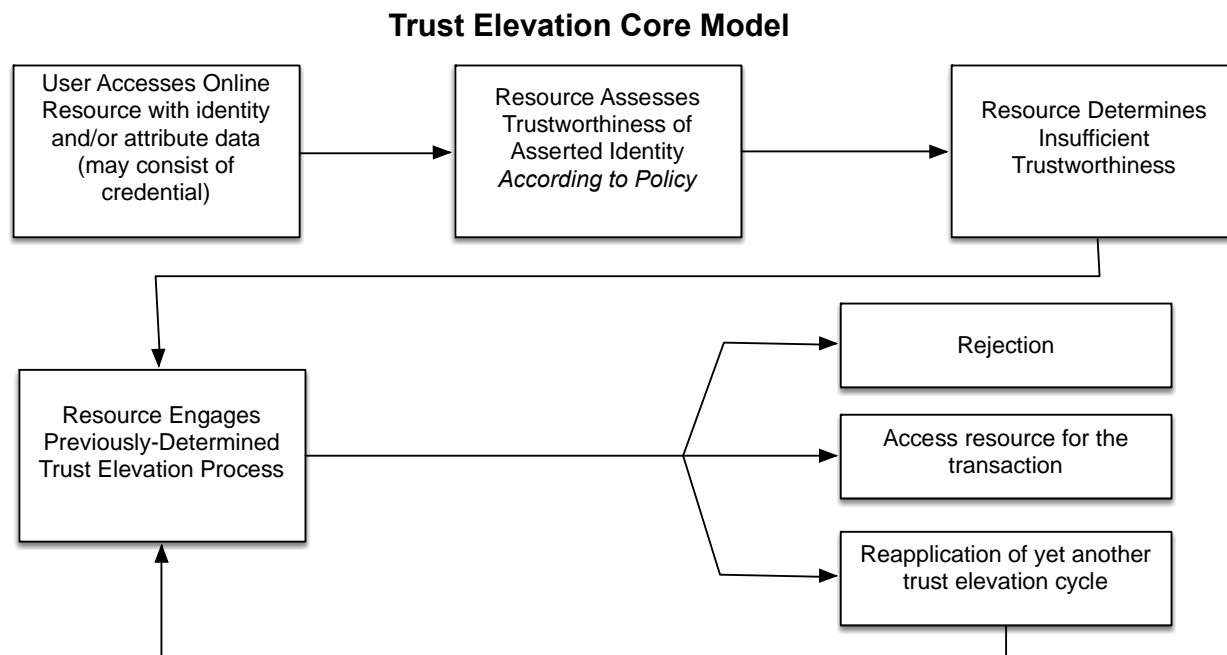 Trust Elevation Core Model
User Accesses Online
Resource with identity
and/or attribute data
(may consist of
credential)
Resource Assesses
Trustworthiness of
Asserted Identity
According to Policy
Resource Determines
Insufficient
Trustworthiness
Resource Engages
Previously-Determined
Trust Elevation Process
Rejection
Access resource for the
transaction
Reapplication of yet another
trust elevation cycle